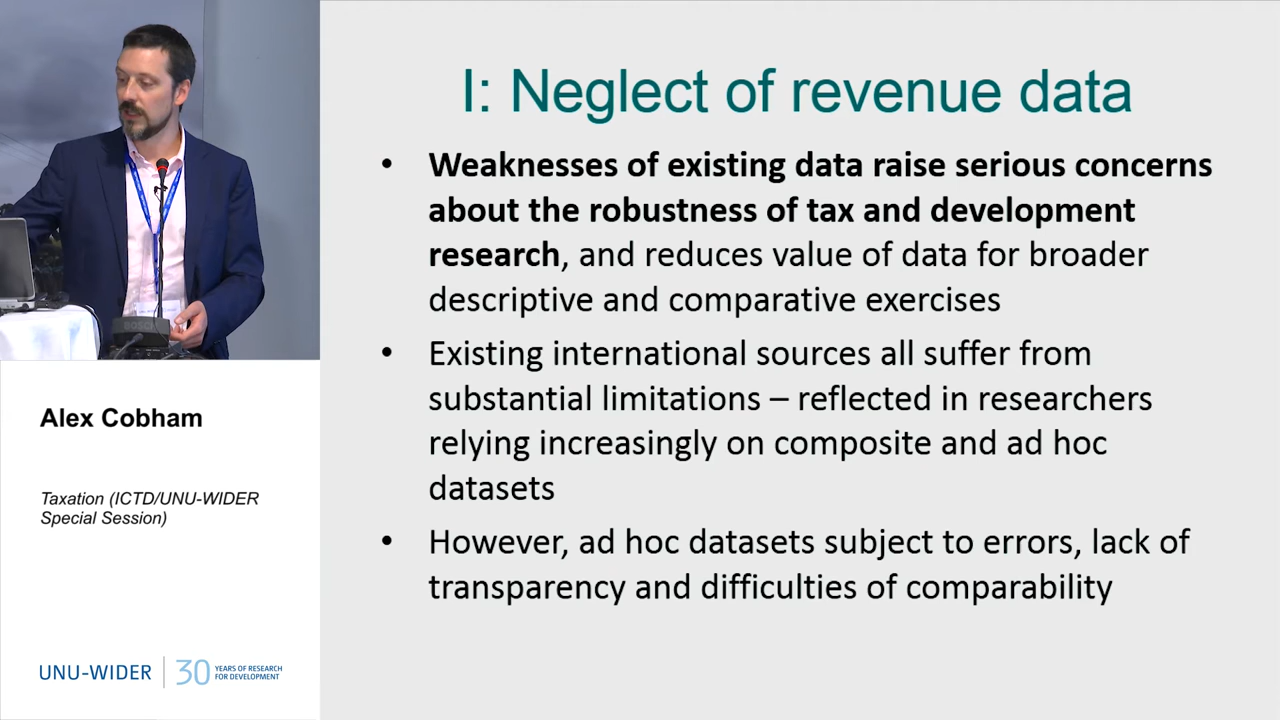 I: Neglect of revenue data
• Weaknesses of existing data raise serious concerns
about the robustness of tax and development
research, and reduces value of data for broader
descriptive and comparative exercises
• Existing international sources all suffer from
substantial limitations – reflected in researchers
relying increasingly on composite and ad hoc
datasets
• However, ad hoc datasets subject to errors, lack of
transparency and difficulties of comparability
BOSCH
Alex Cobham
Taxation (ICTD/UNU-WIDER
Special Session)
UNU-WIDER
30
YEARS OF RESEARCH
FOR DEVELOPMENT